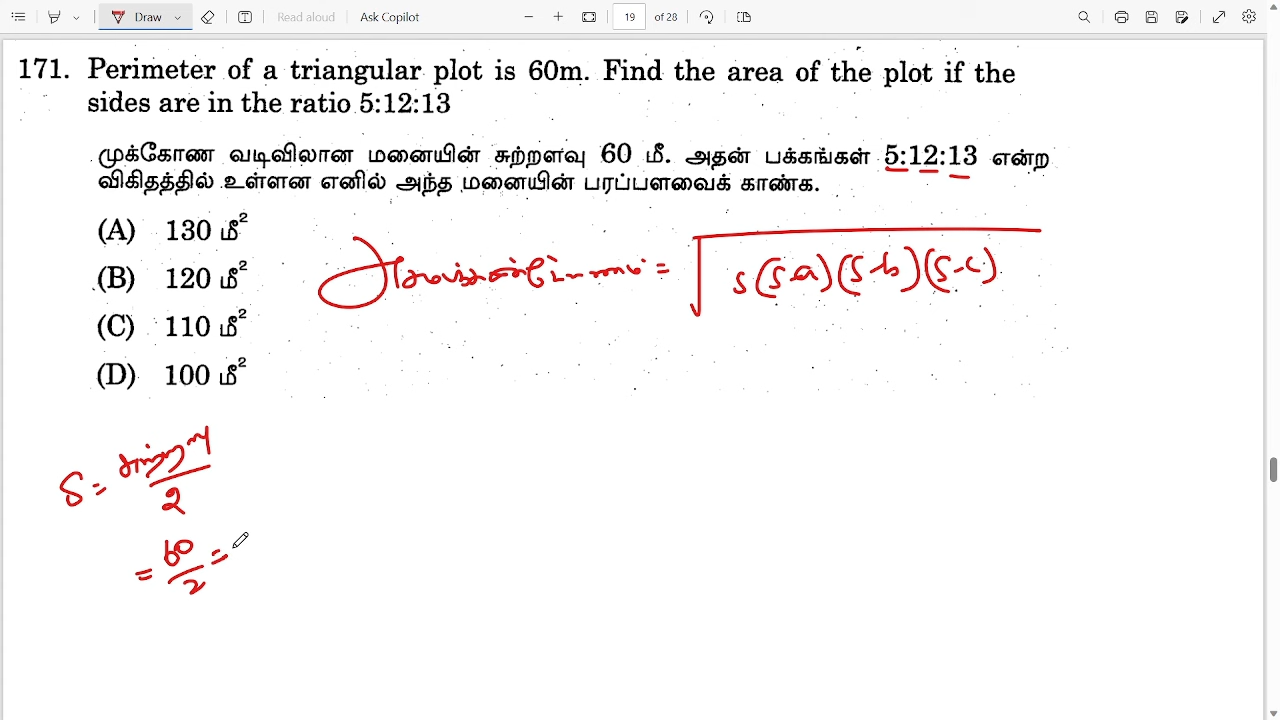 Draw
Read aloud
Ask Copilot
19 of 28
171. Perimeter of a triangular plot is 60m. Find the area of the plot if the
sides are in the ratio 5:12:13
முக்கோண வடிவிலான மனையின் சுற்றளவு 60 மீ. அதன் பக்கங்கள் 5:12:13 என்ற
விகிதத்தில் உள்ளன எனில் அந்த மனையின் பரப்பளவைக் காண்க.
(A) 130 மீ²
(B) 120 மீ²
(C) 110 மீ²
(D) 100 மீ²
= √s(s-a)(s-b)(s-c)
S = சுற்றளவு/2
= 60/2 =